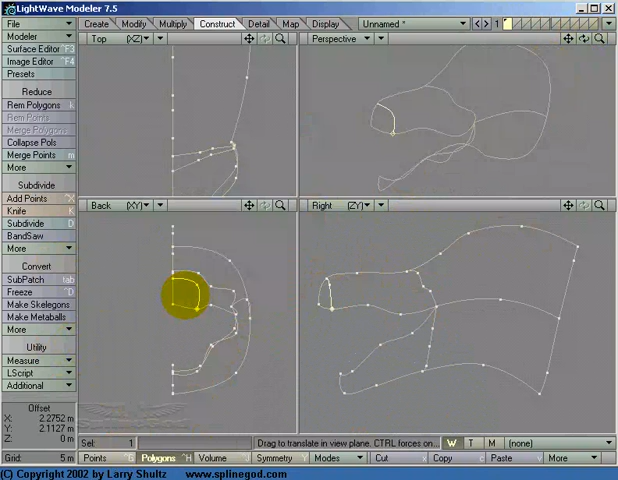 LightWave Modeler 7.5
File
Create Modify Multiply Construct Detail Map Display Unnamed * 1
Modeler
Surface Editor F3
Image Editor ^F4
Presets
Top (XZ)
Perspective
Reduce
Rem Polygons k
Rem Points
Merge Polygons
Collapse Pols
Merge Points m
More
Subdivide
Add Points
Knife K
Subdivide D
BandSaw
More
Back (XY)
Right (ZY)
Convert
SubPatch tab
Freeze ^D
Make Skelegons
Make Metaballs
More
Utility
Measure
LScript
Additional
Offset
X: 2.2752 m
Y: 2.1127 m
Z: 0 m
Grid: 5 m
splinegod
Sel: 1 Drag to translate in view plane. CTRL forces on... W T M (none)
Points ^G Polygons ^H Volume ^J Symmetry ^Y Modes Cut x Copy c Paste v More
(C) Copyright 2002 by Larry Shultz www.splinegod.com